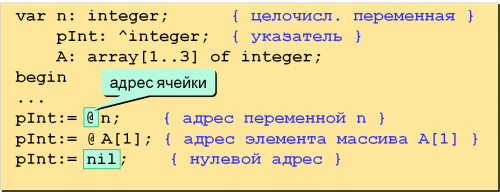 var n: integer; { целочисл. переменная }
pInt: ^integer; { указатель }
A: array[1..3] of integer;
begin
адрес ячейки
...
pInt:= @ n; { адрес переменной n }
pInt:= @ A[1]; { адрес элемента массива A[1] }
pInt:= nil; { нулевой адрес }